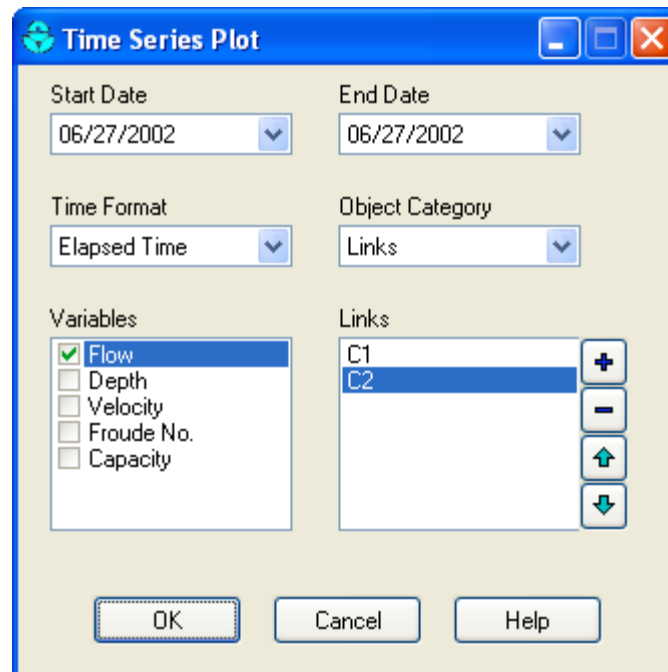 Time Series Plot
Start Date
End Date
06/27/2002
06/27/2002
Time Format
Object Category
Elapsed Time
Links
Variables
Links
Flow
Depth
Velocity
Froude No.
Capacity
C1
C2
OK
Cancel
Help